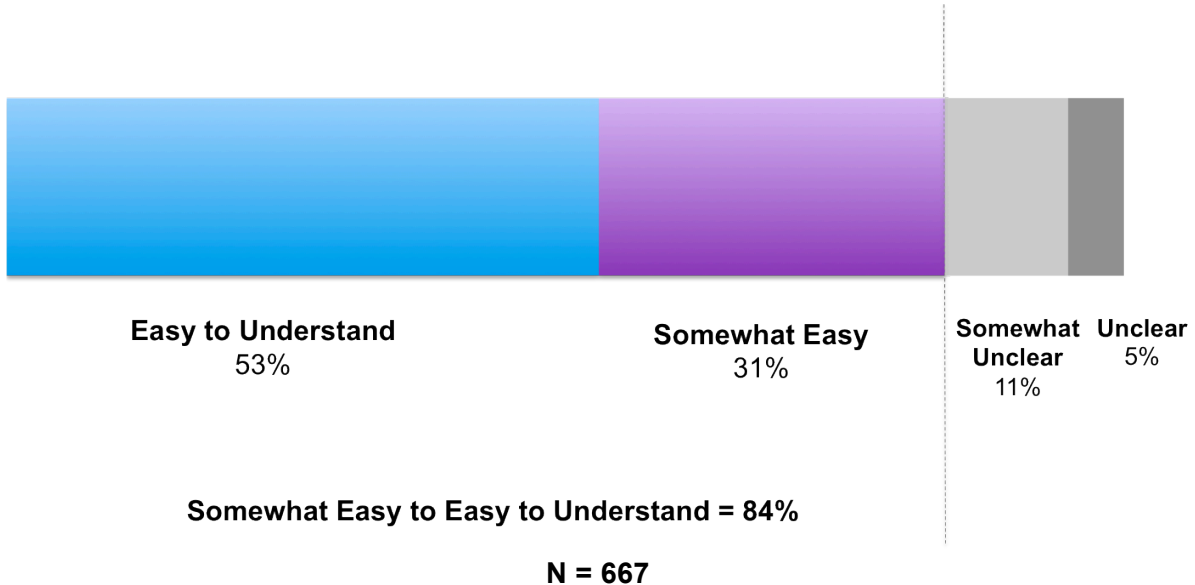 Easy to Understand
53%
Somewhat Easy
31%
Somewhat
Unclear
11%
Unclear
5%
Somewhat Easy to Easy to Understand = 84%
N = 667